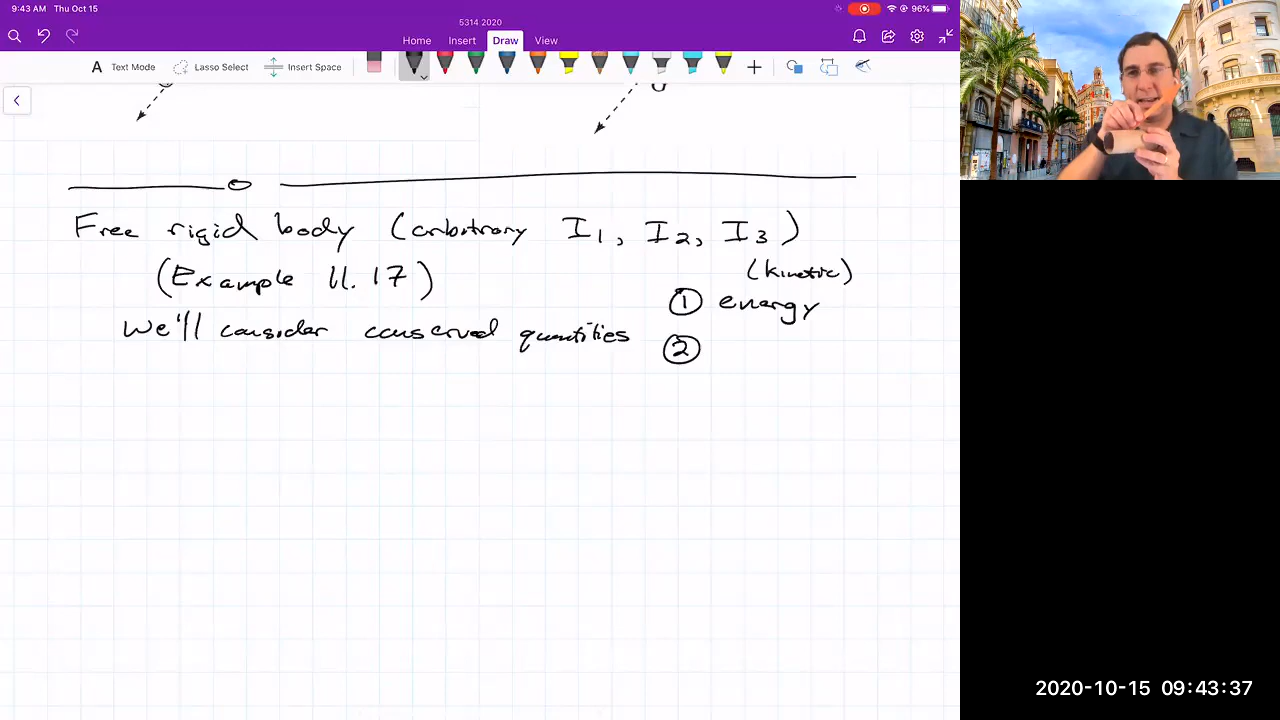 9:43 AM Thu Oct 15
96%
5314 2020
Home Insert Draw View
A Text Mode Lasso Select Insert Space
Free rigid body (arbitrary I1, I2, I3)
(Example 11.17)
(kinetic)
① energy
We'll consider conserved quantities
②
2020-10-15 09:43:37